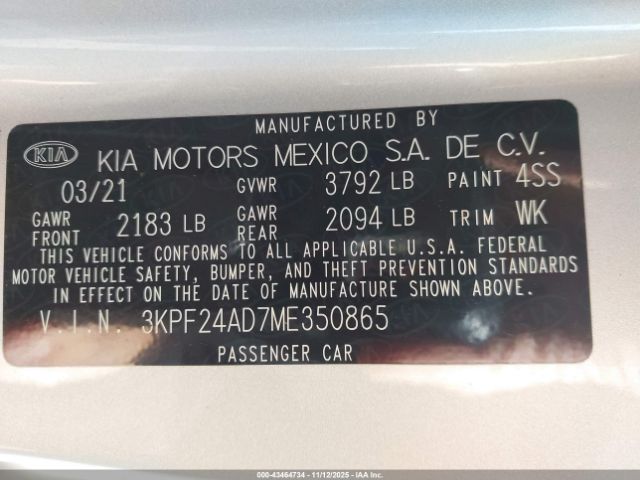 MANUFACTURED BY
KIA KIA MOTORS MEXICO S.A. DE C.V.
03/21 GVWR 3792 LB PAINT 4SS
GAWR FRONT 2183 LB GAWR REAR 2094 LB TRIM WK
THIS VEHICLE CONFORMS TO ALL APPLICABLE U.S.A. FEDERAL
MOTOR VEHICLE SAFETY, BUMPER, AND THEFT PREVENTION STANDARDS
IN EFFECT ON THE DATE OF MANUFACTURE SHOWN ABOVE.
V.I.N. 3KPF24AD7ME350865
PASSENGER CAR
000-43464734 - 11/12/2025 - IAA Inc.